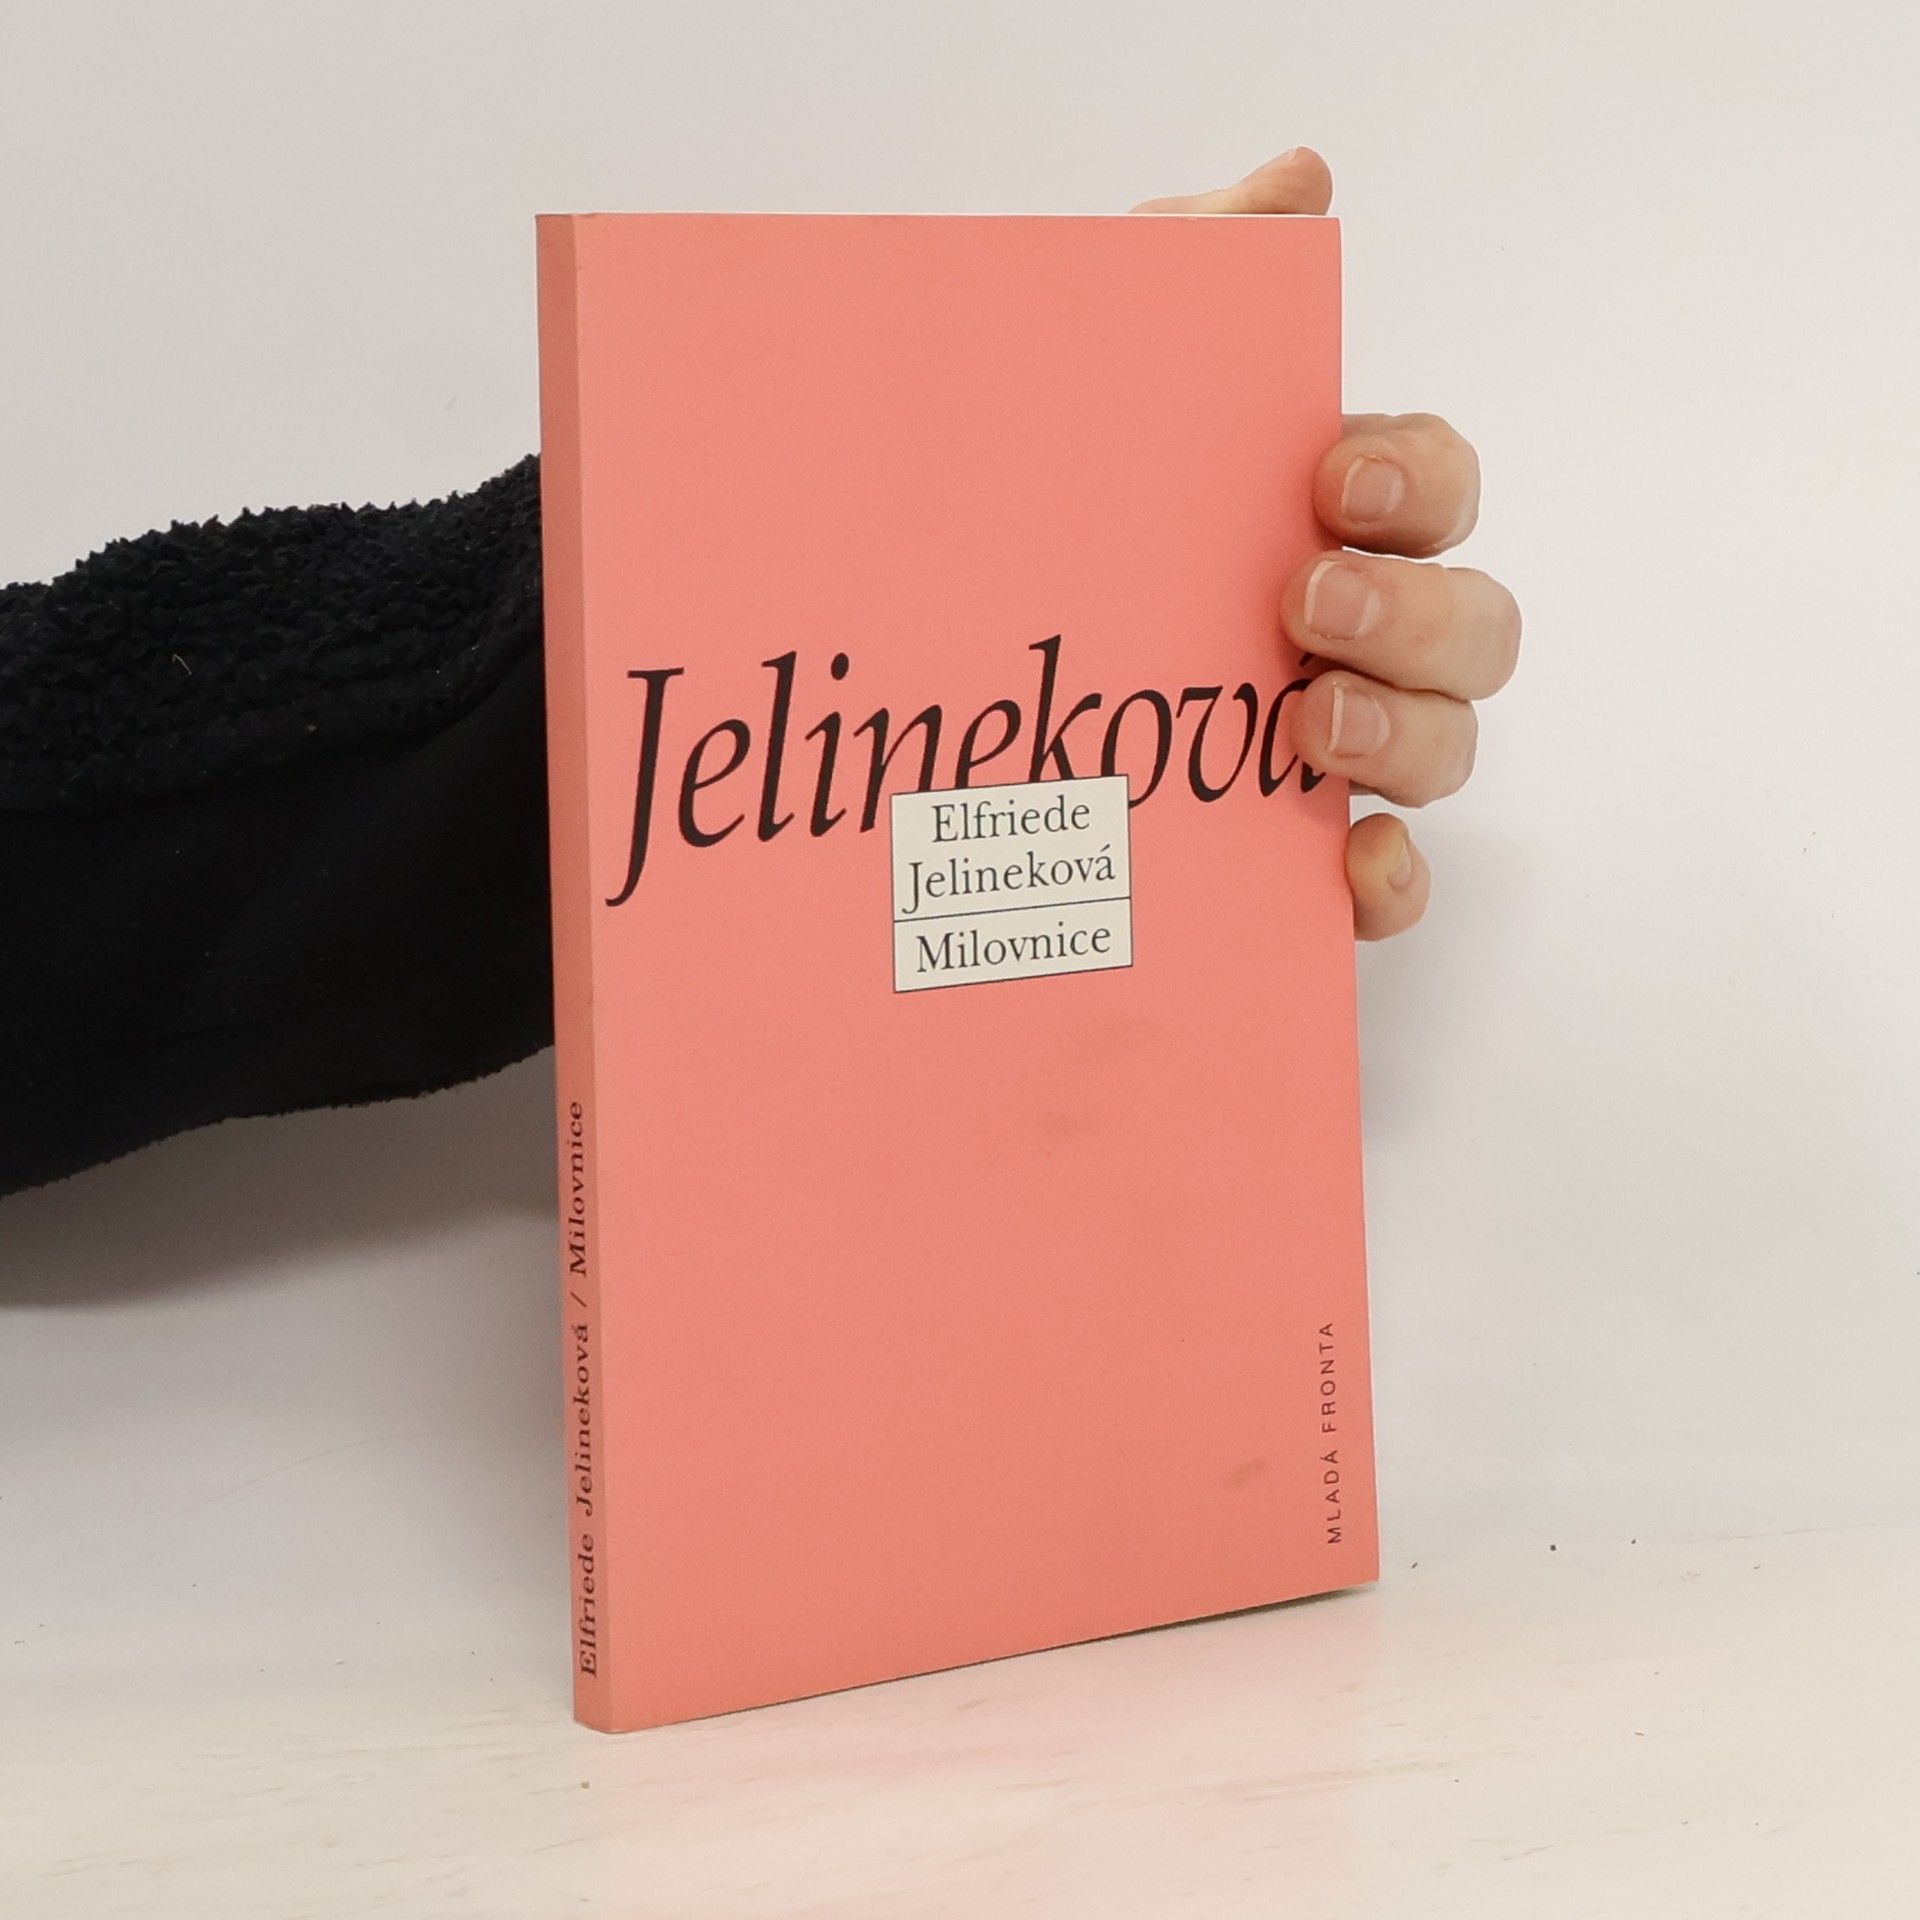 Jelineková
Elfriede
Jelineková
Milovnice
MLADÁ FRONTA
Elfriede Jelineková / Milovnice